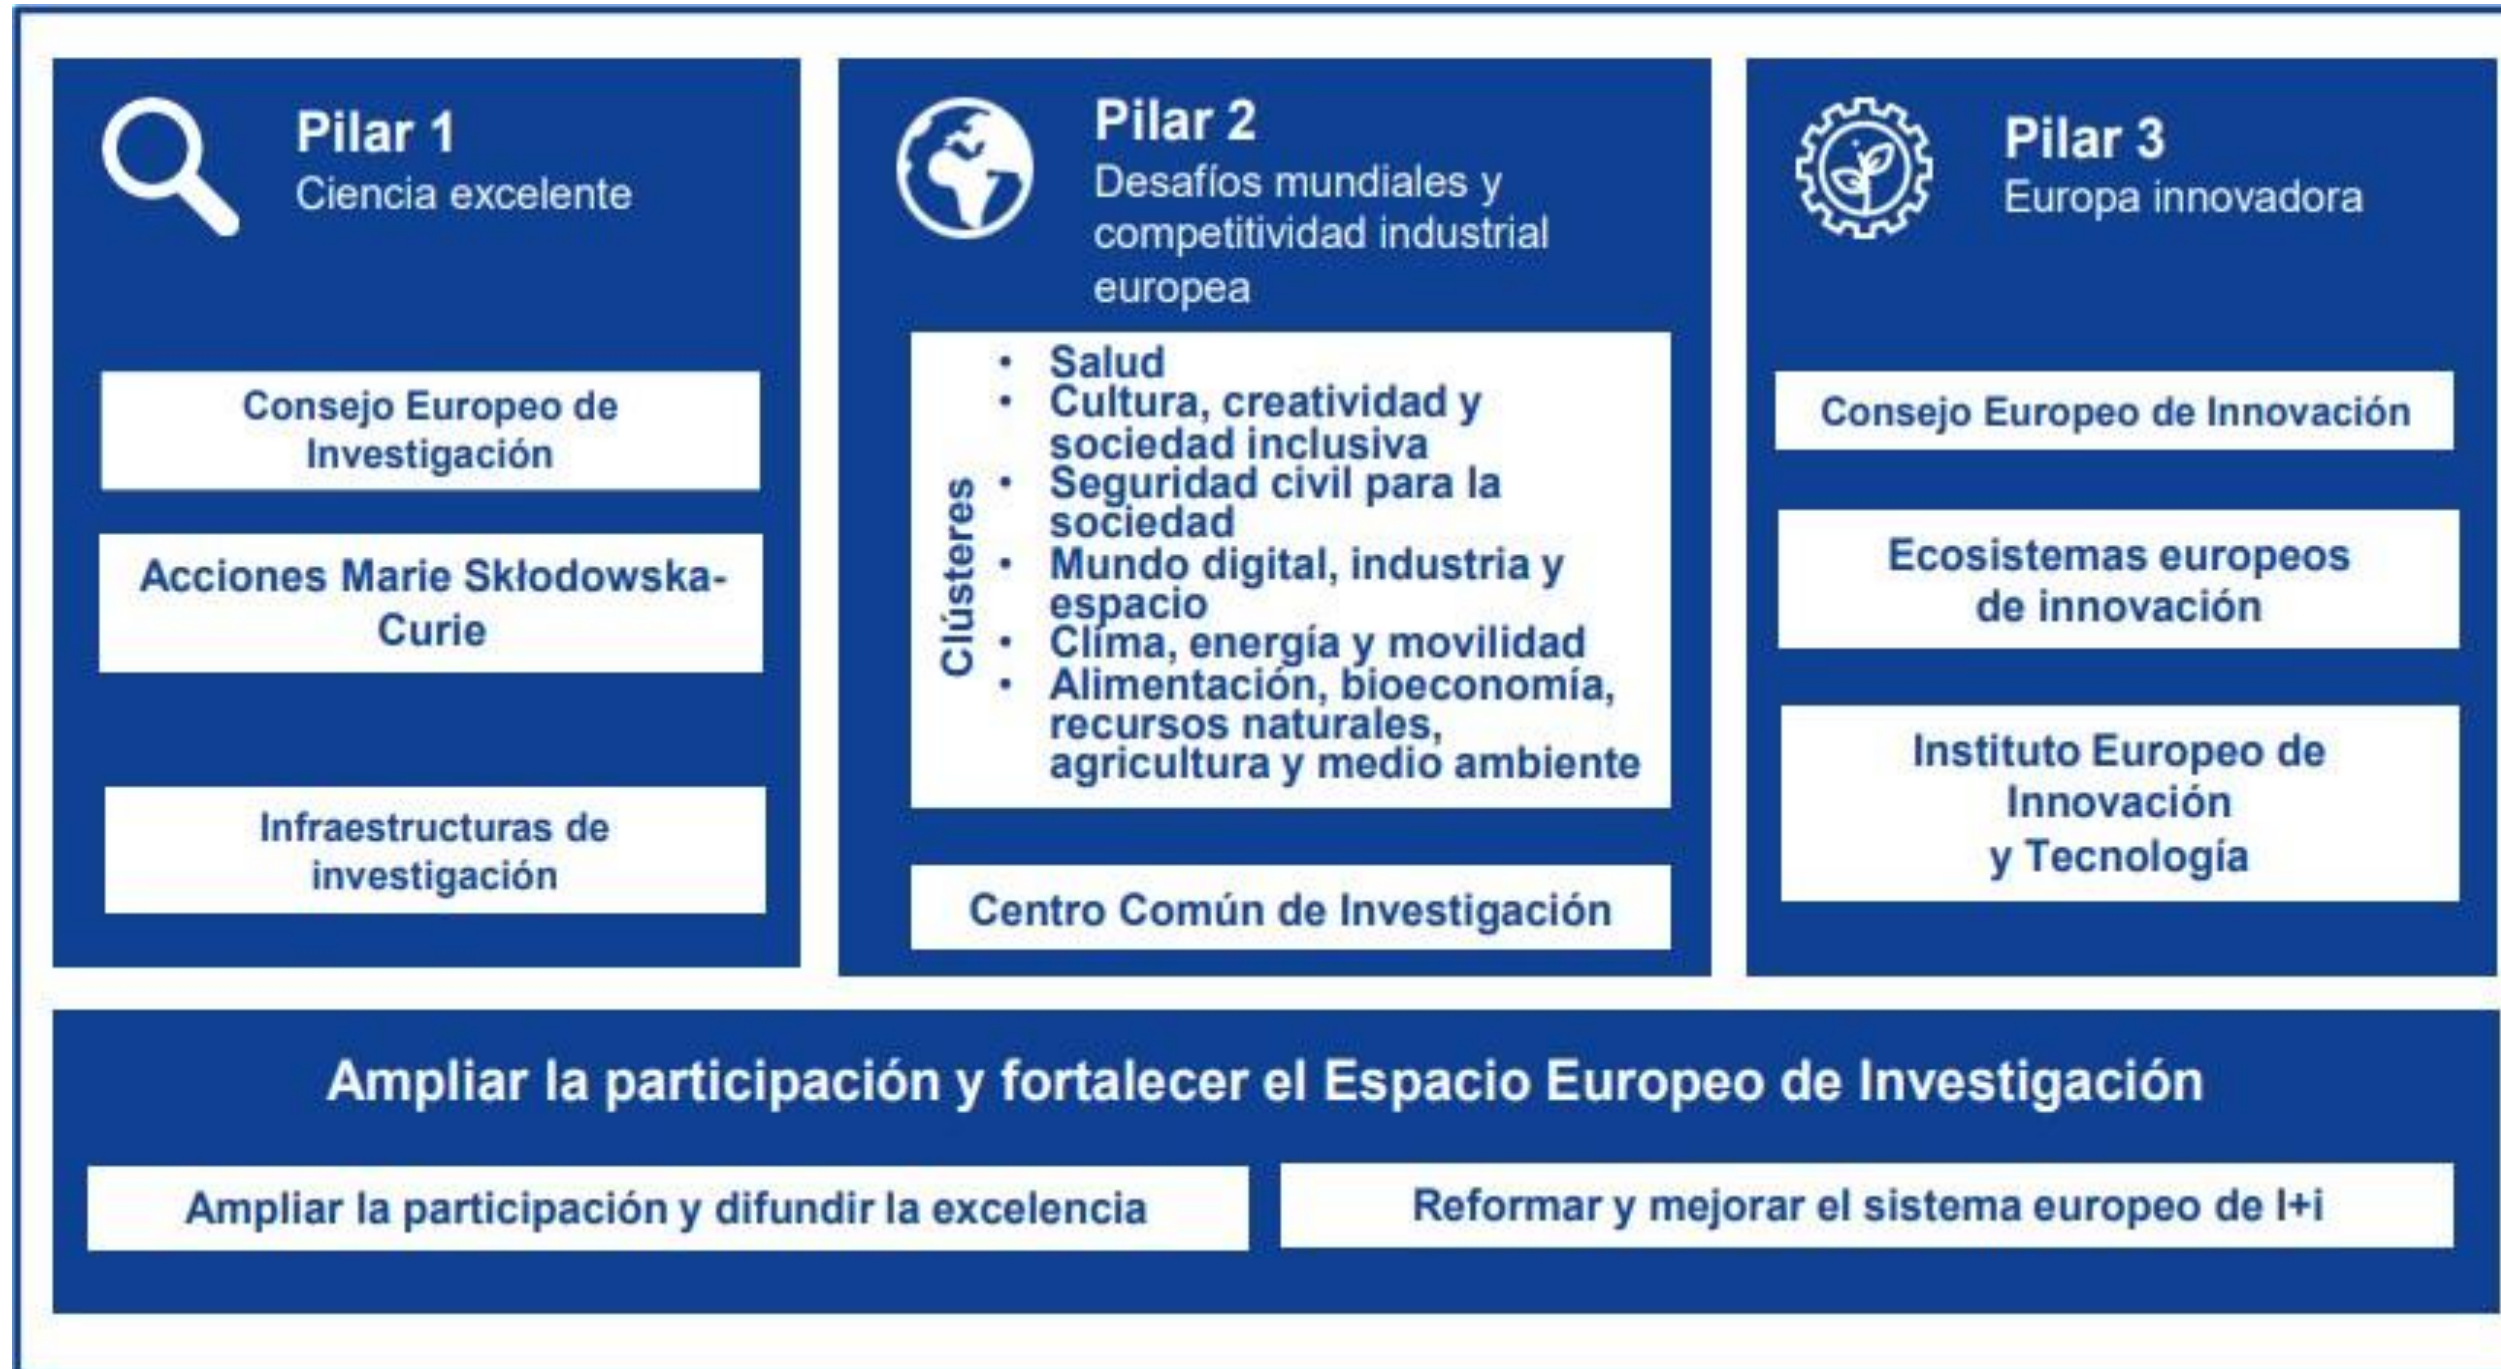 Pilar 1
Ciencia excelente
Consejo Europeo de
Investigación
Acciones Marie Skłodowska-
Curie
Infraestructuras de
investigación
Pilar 2
Desafíos mundiales y
competitividad industrial
europea
Clústeres
• Salud
• Cultura, creatividad y
sociedad inclusiva
• Seguridad civil para la
sociedad
• Mundo digital, industria y
espacio
• Clima, energía y movilidad
• Alimentación, bioeconomía,
recursos naturales,
agricultura y medio ambiente
Centro Común de Investigación
Pilar 3
Europa innovadora
Consejo Europeo de Innovación
Ecosistemas europeos
de innovación
Instituto Europeo de
Innovación
y Tecnología
Ampliar la participación y fortalecer el Espacio Europeo de Investigación
Ampliar la participación y difundir la excelencia
Reformar y mejorar el sistema europeo de I+i